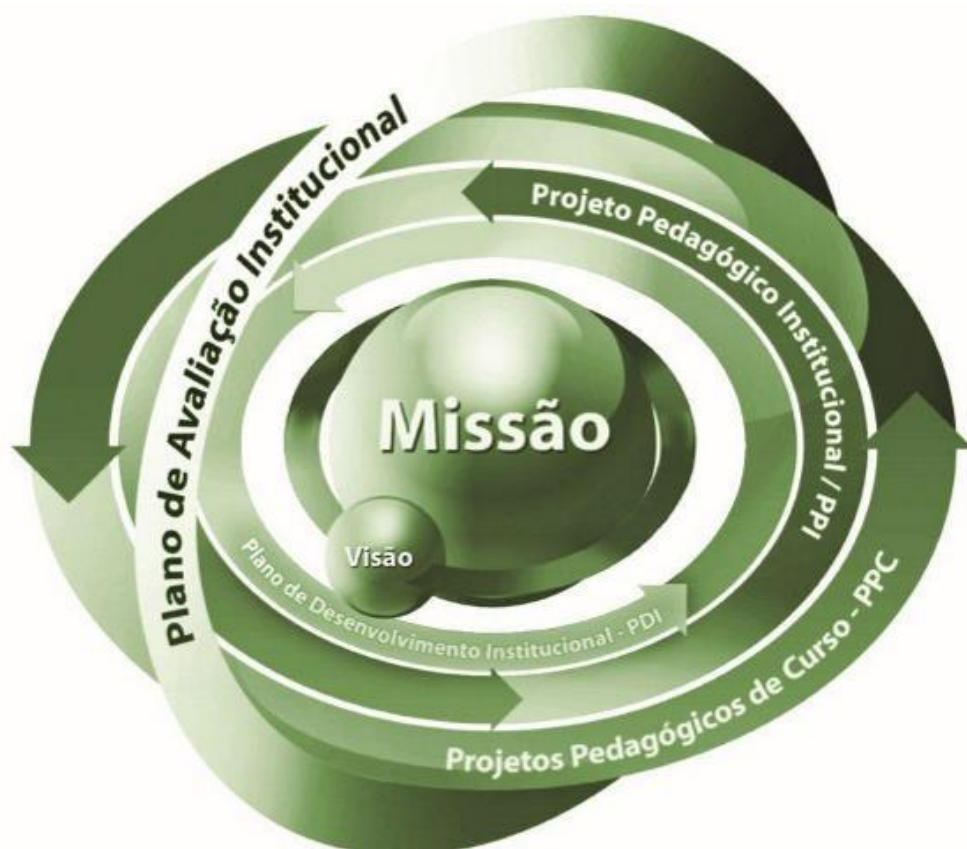 Plano de Avaliação Institucional
Projeto Pedagógico Institucional / PPI
Missão
Visão
Plano de Desenvolvimento Institucional - PDI
Projetos Pedagógicos de Curso - PPC